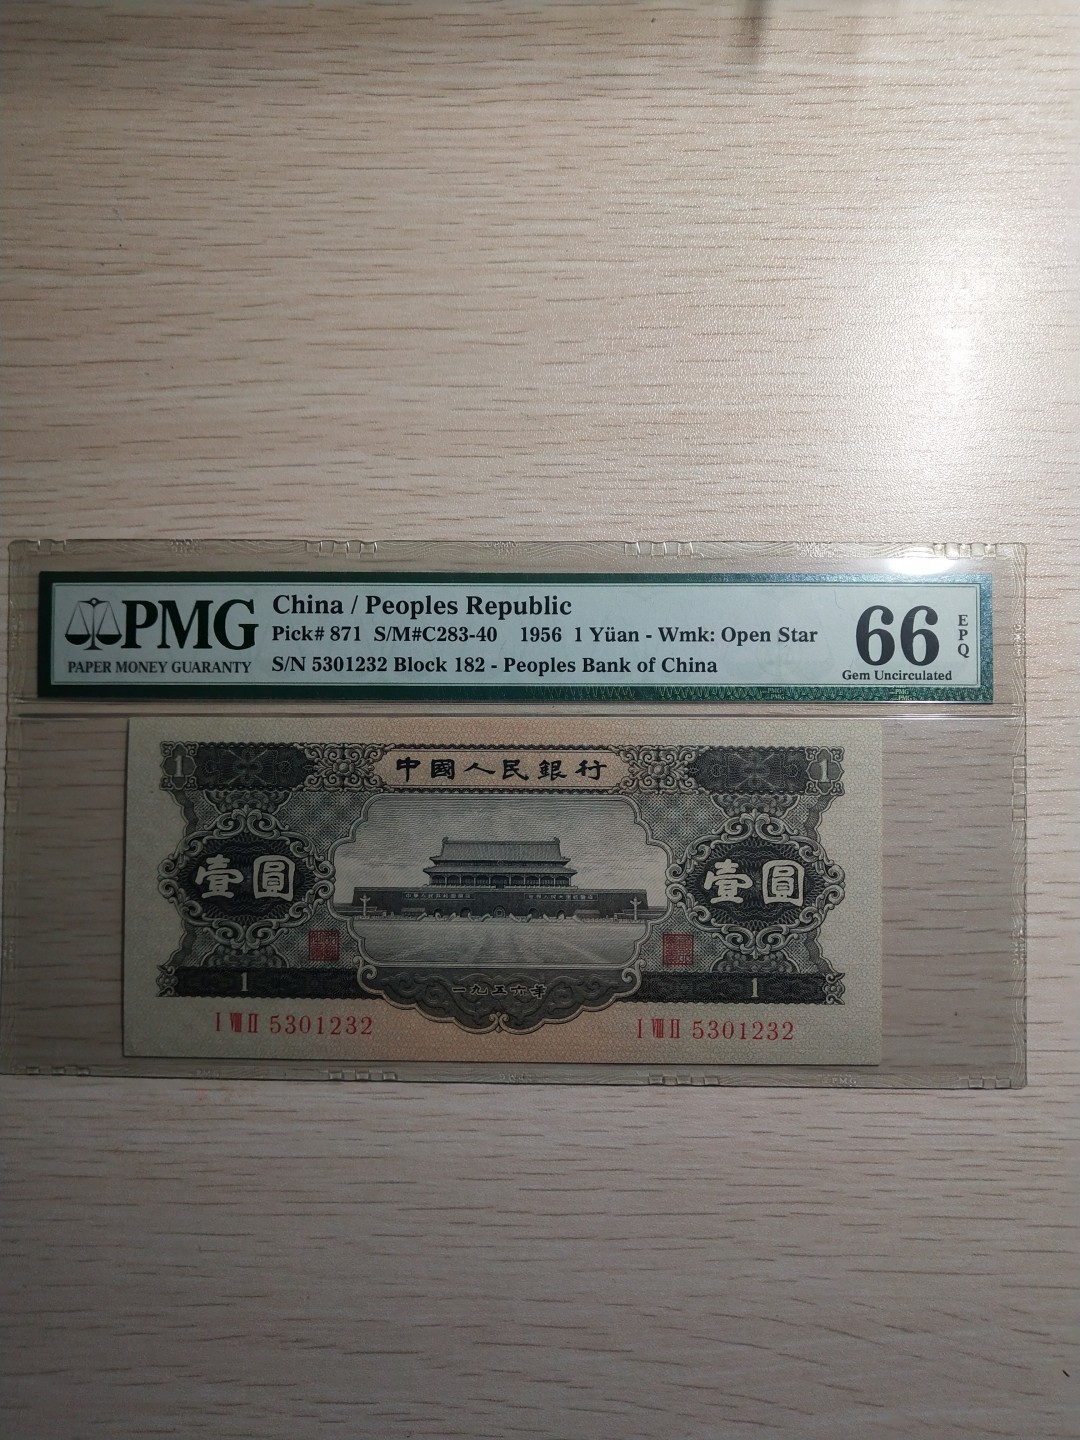 PMG
PAPER MONEY GUARANTY
China / Peoples Republic
Pick# 871 S/M#C283-40 1956 1 Yüan - Wmk: Open Star
S/N 5301232 Block 182 - Peoples Bank of China
66
EPQ
Gem Uncirculated
1 中國人民銀行 1
壹圓 壹圓
1 一九五六年 1
I VIII II 5301232 I VIII II 5301232